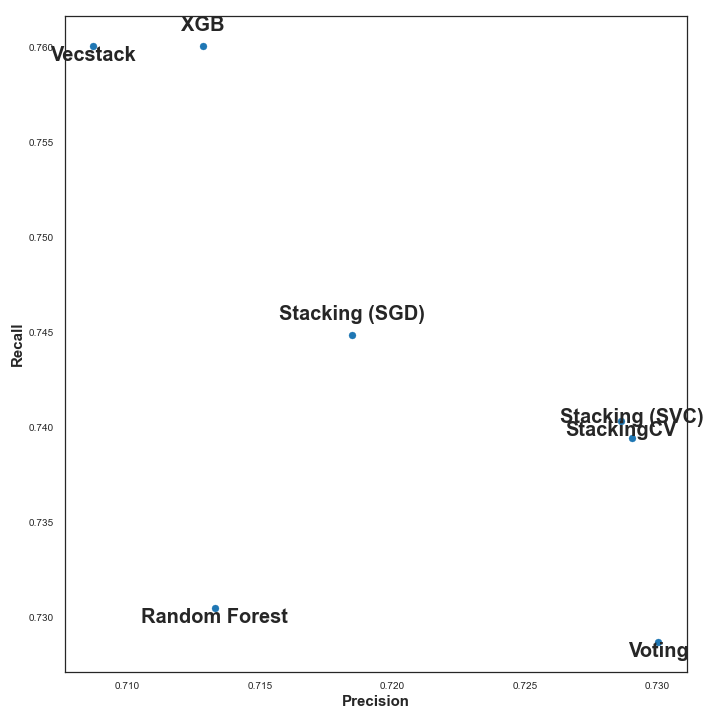 XGB
0.760
Vecstack
0.755
0.750
Stacking (SGD)
0.745
Recall
Stacking (SVC)
0.740
StackingCV
0.735
0.730
Random Forest
Voting
0.710
0.715
0.720
0.725
0.730
Precision